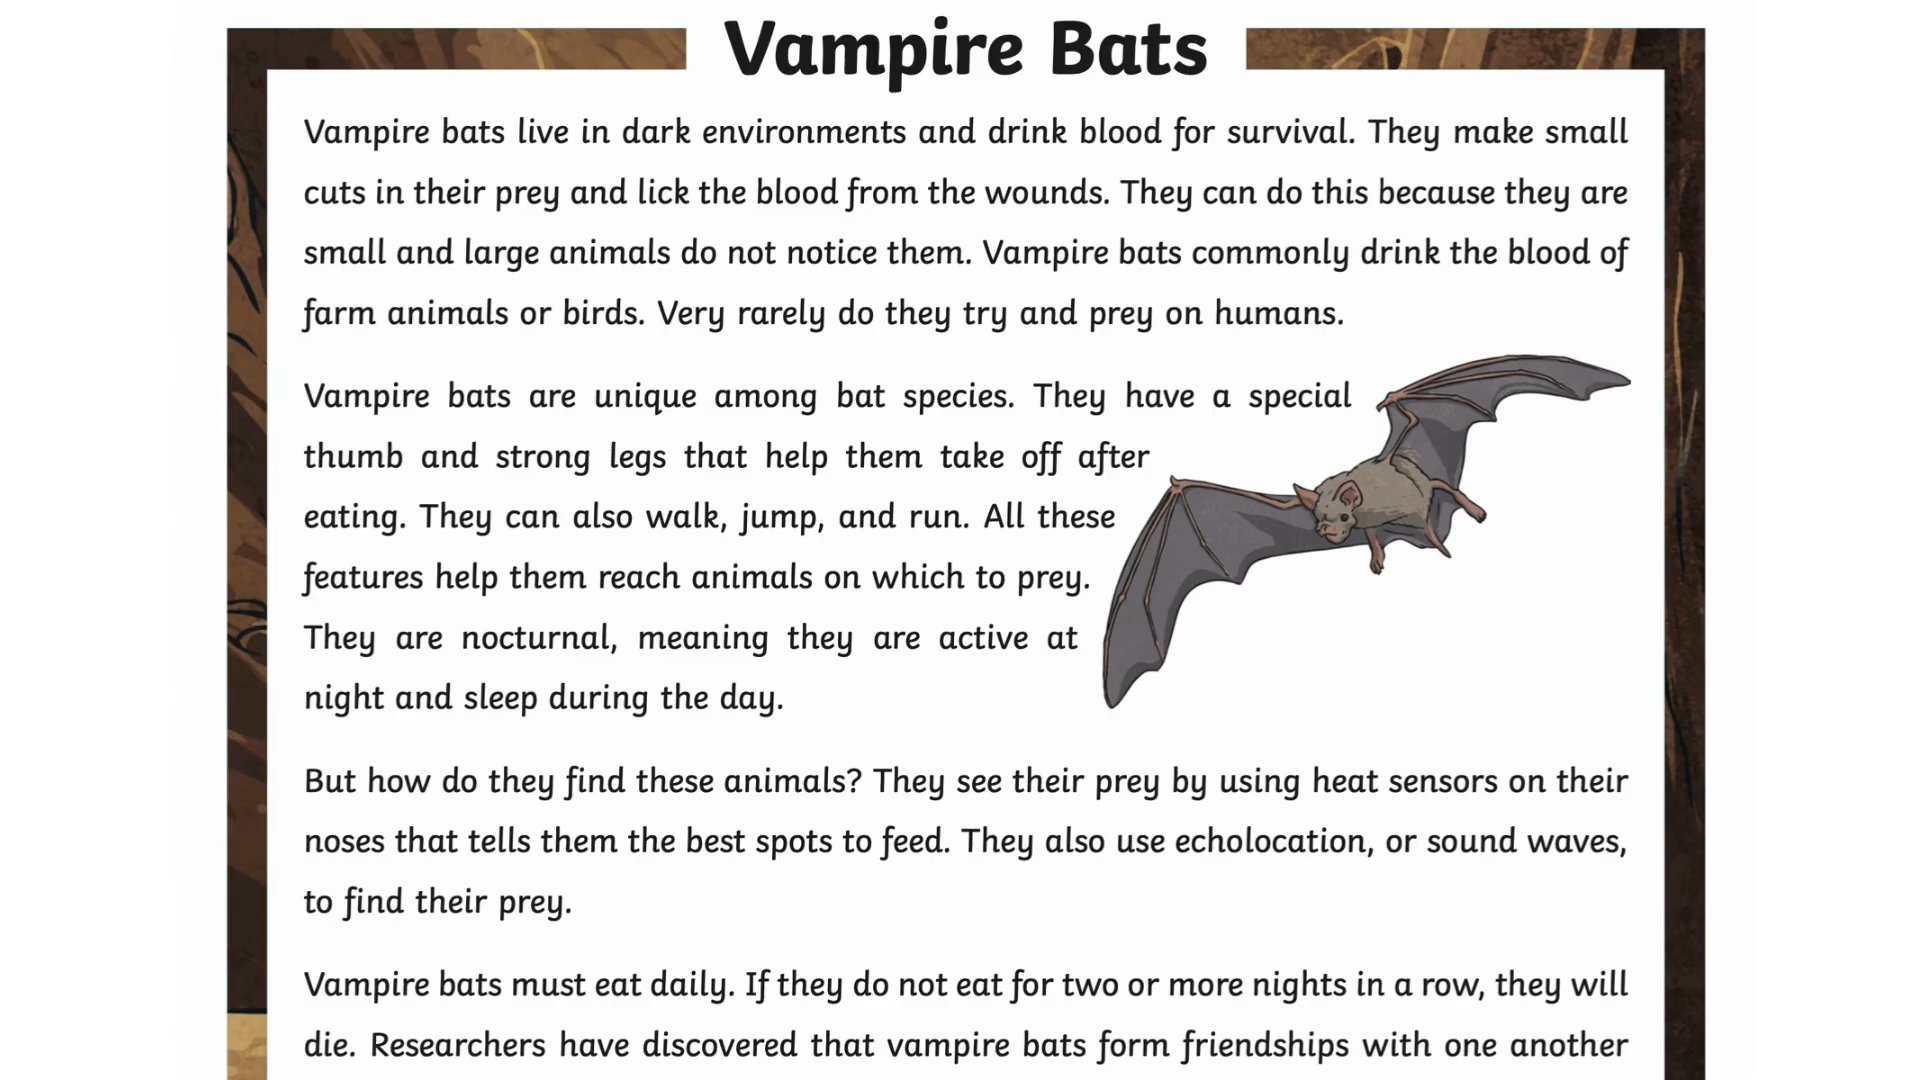 Vampire Bats
Vampire bats live in dark environments and drink blood for survival. They make small
cuts in their prey and lick the blood from the wounds. They can do this because they are
small and large animals do not notice them. Vampire bats commonly drink the blood of
farm animals or birds. Very rarely do they try and prey on humans.
Vampire bats are unique among bat species. They have a special
thumb and strong legs that help them take off after
eating. They can also walk, jump, and run. All these
features help them reach animals on which to prey.
They are nocturnal, meaning they are active at
night and sleep during the day.
But how do they find these animals? They see their prey by using heat sensors on their
noses that tells them the best spots to feed. They also use echolocation, or sound waves,
to find their prey.
Vampire bats must eat daily. If they do not eat for two or more nights in a row, they will
die. Researchers have discovered that vampire bats form friendships with one another